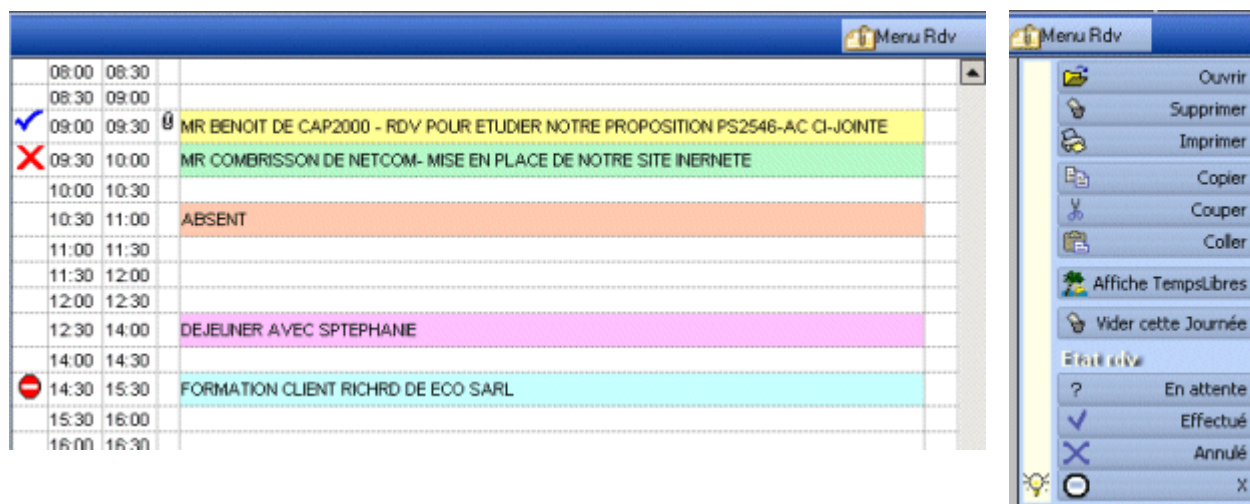 Menu Rdv
08:00 08:30
08:30 09:00
09:00 09:30 MR BENOIT DE CAP2000 - RDV POUR ETUDIER NOTRE PROPOSITION PS2546-AC CI-JOINTE
09:30 10:00 MR COMBRISSON DE NETCOM- MISE EN PLACE DE NOTRE SITE INERNETE
10:00 10:30
10:30 11:00 ABSENT
11:00 11:30
11:30 12:00
12:00 12:30
12:30 14:00 DEJEUNER AVEC SPTEPHANIE
14:00 14:30
14:30 15:30 FORMATION CLIENT RICHRD DE ECO SARL
15:30 16:00
16:00 16:30
Menu Rdv
Ouvrir
Supprimer
Imprimer
Copier
Couper
Coller
Affiche TempsLibres
Vider cette Journée
Etat rdvs
? En attente
Effectué
Annulé
X